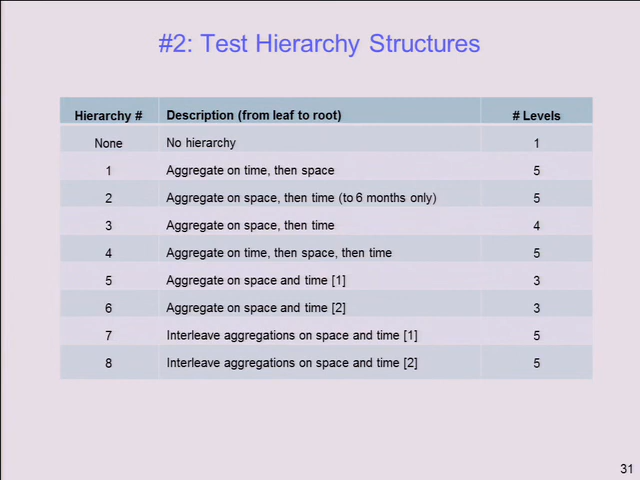 #2: Test Hierarchy Structures
Hierarchy # Description (from leaf to root) # Levels
None No hierarchy 1
1 Aggregate on time, then space 5
2 Aggregate on space, then time (to 6 months only) 5
3 Aggregate on space, then time 4
4 Aggregate on time, then space, then time 5
5 Aggregate on space and time [1] 3
6 Aggregate on space and time [2] 3
7 Interleave aggregations on space and time [1] 5
8 Interleave aggregations on space and time [2] 5
31